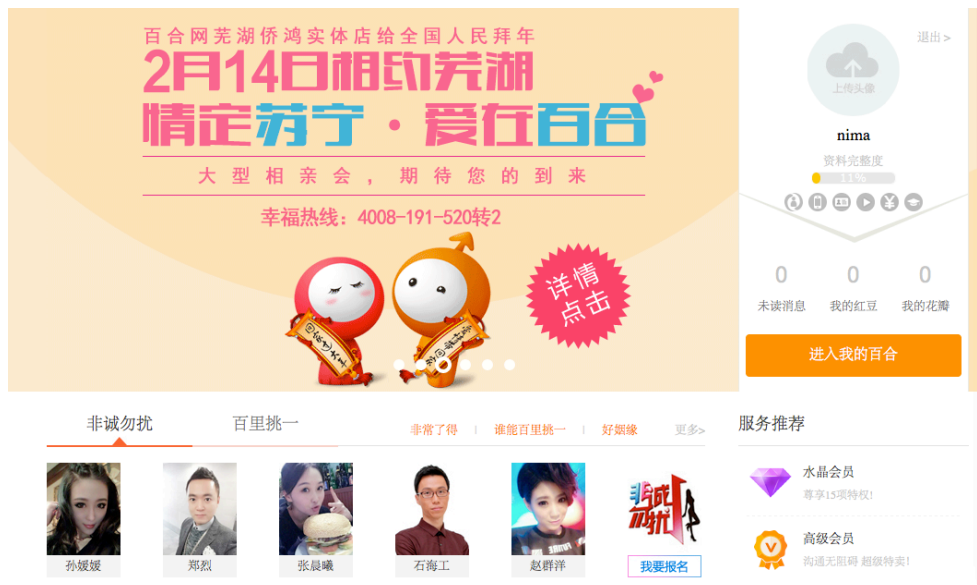 百合网芜湖侨鸿实体店给全国人民拜年
2月14日相约芜湖
情定苏宁·爱在百合
大型相亲会，期待您的到来
幸福热线：4008-191-520转2
详情
点击
退出>
上传头像
nima
资料完整度
11%
0 0 0
未读消息 我的红豆 我的花瓣
进入我的百合
非诚勿扰 百里挑一 非常了得 谁能百里挑一 好姻缘 更多>
孙媛媛 郑烈 张晨曦 石海工 赵群洋
非诚
勿扰
我要报名
服务推荐
水晶会员
尊享15项特权!
高级会员
沟通无阻碍 超级特卖!